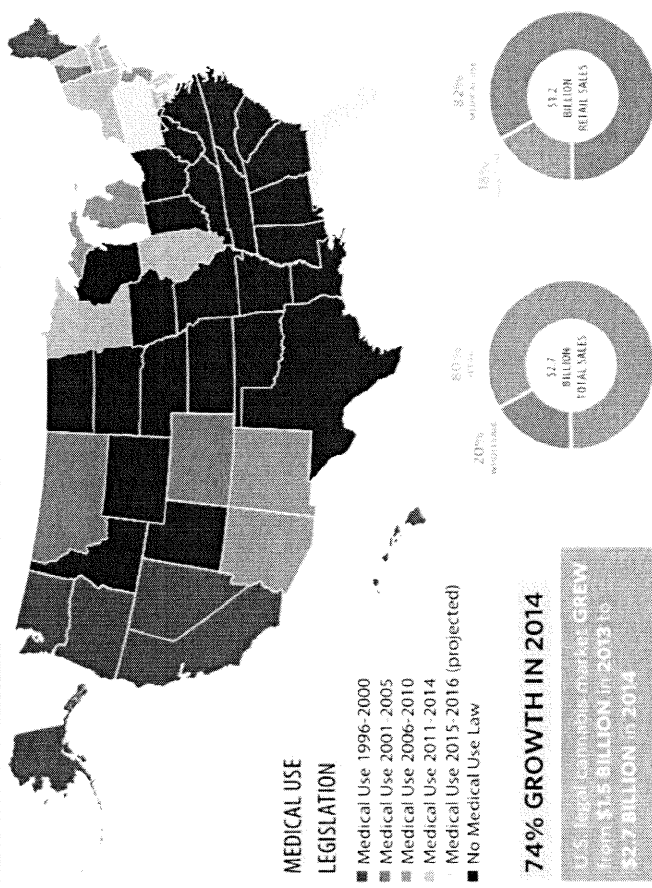 MEDICAL USE
LEGISLATION
Medical Use 1996-2000
Medical Use 2001-2005
Medical Use 2006-2010
Medical Use 2011-2014
Medical Use 2015-2016 (projected)
No Medical Use Law
74% GROWTH IN 2014
U.S. legal cannabis market GREW
from $1.5 BILLION in 2013 to
$2.7 BILLION in 2014
20%
WHOLESALE
80%
RETAIL
$2.7
BILLION
TOTAL SALES
18%
82%
BILLION
RETAIL SALES